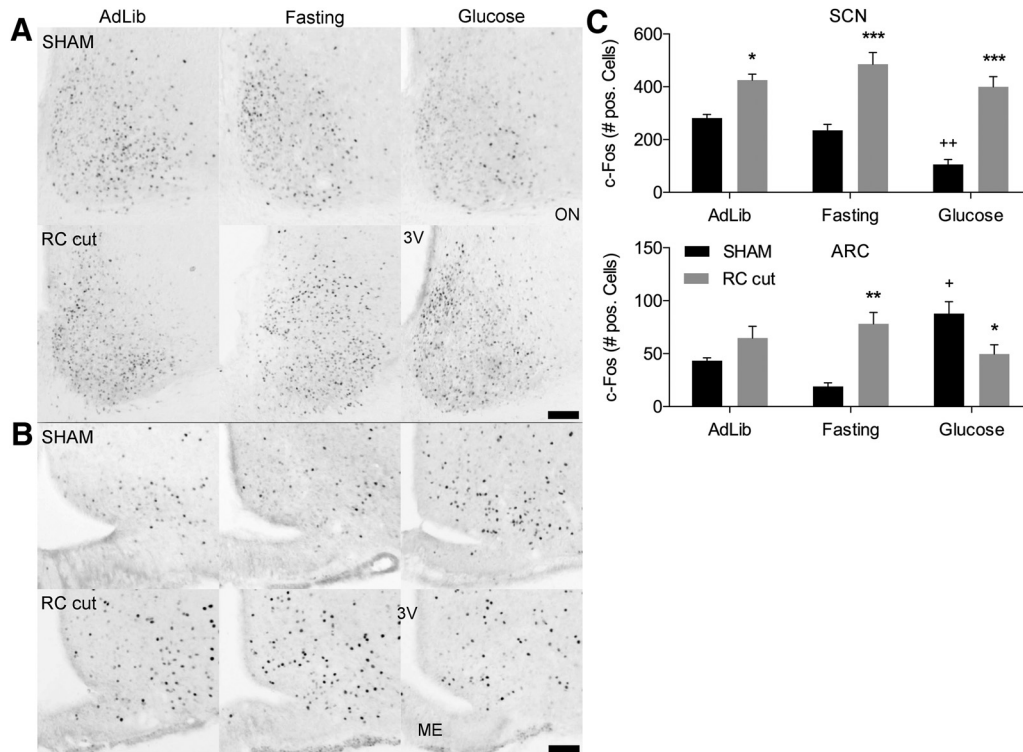 A
AdLib Fasting Glucose
SHAM
ON
RC cut
3V
B
SHAM
RC cut
3V
ME
C
SCN
c-Fos (# pos. Cells)
600
400
200
0
* *** ++ ***
AdLib Fasting Glucose
ARC
SHAM
RC cut
c-Fos (# pos. Cells)
150
100
50
0
** + *
AdLib Fasting Glucose